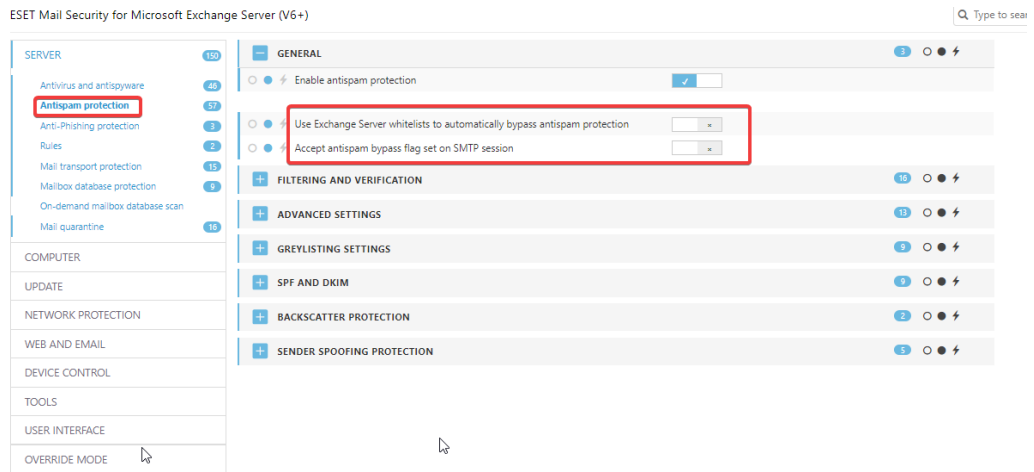 ESET Mail Security for Microsoft Exchange Server (V6+)
Type to sear
SERVER 150
Antivirus and antispyware 46
Antispam protection 57
Anti-Phishing protection 3
Rules 2
Mail transport protection 15
Mailbox database protection 9
On-demand mailbox database scan
Mail quarantine 16
COMPUTER
UPDATE
NETWORK PROTECTION
WEB AND EMAIL
DEVICE CONTROL
TOOLS
USER INTERFACE
OVERRIDE MODE
GENERAL 3
Enable antispam protection
Use Exchange Server whitelists to automatically bypass antispam protection
Accept antispam bypass flag set on SMTP session
FILTERING AND VERIFICATION 16
ADVANCED SETTINGS 13
GREYLISTING SETTINGS 9
SPF AND DKIM 9
BACKSCATTER PROTECTION 2
SENDER SPOOFING PROTECTION 5